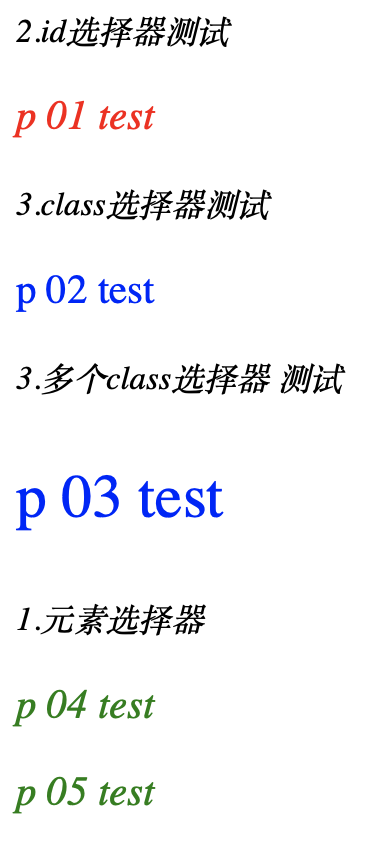 2.id选择器测试
p 01 test
3.class选择器测试
p 02 test
3.多个class选择器 测试
p 03 test
1.元素选择器
p 04 test
p 05 test